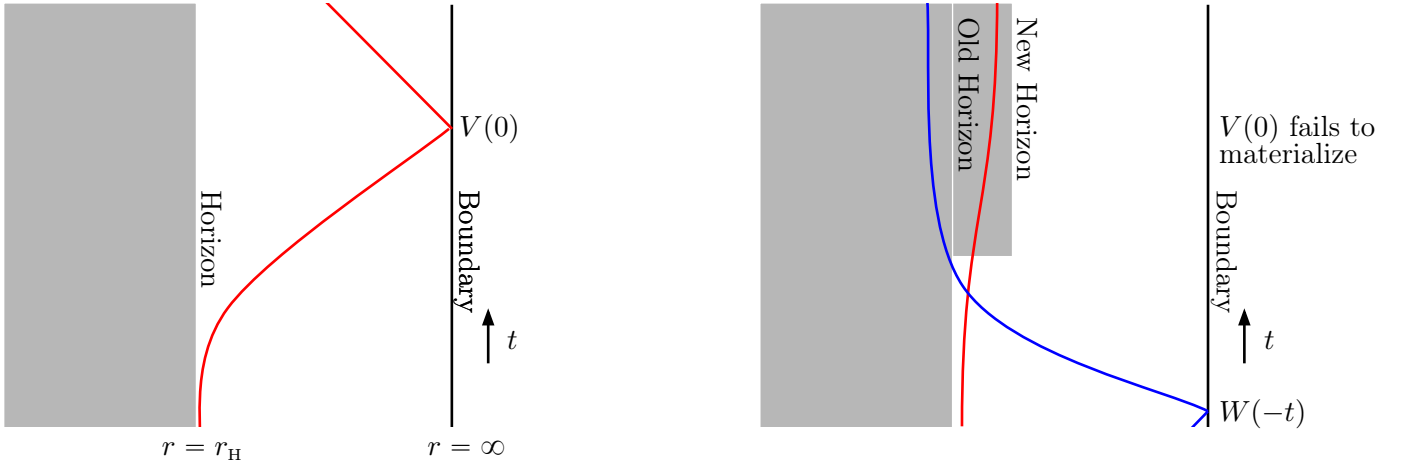 V(0)
Horizon
Boundary
t
r = r_H
r = ∞
Old Horizon
New Horizon
V(0) fails to
materialize
Boundary
t
W(−t)